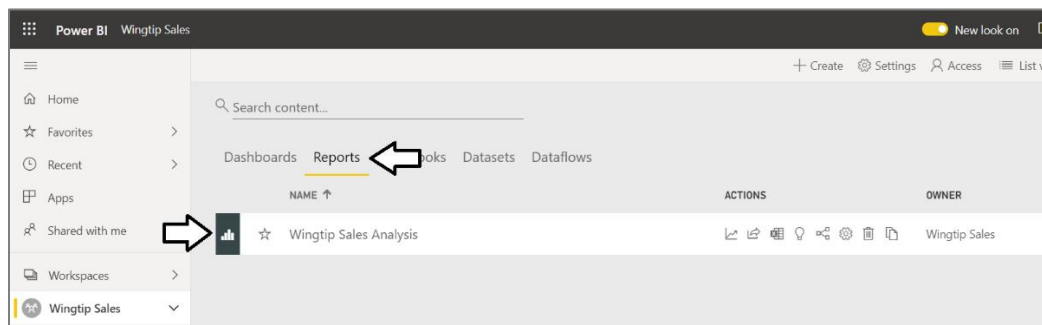 Power BI Wingtip Sales New look on
+ Create Settings Access List
Home
Search content...
Favorites
Dashboards Reports Datasets Dataflows
Recent
NAME ↑ ACTIONS OWNER
Apps
Shared with me
Wingtip Sales Analysis Wingtip Sales
Workspaces
Wingtip Sales